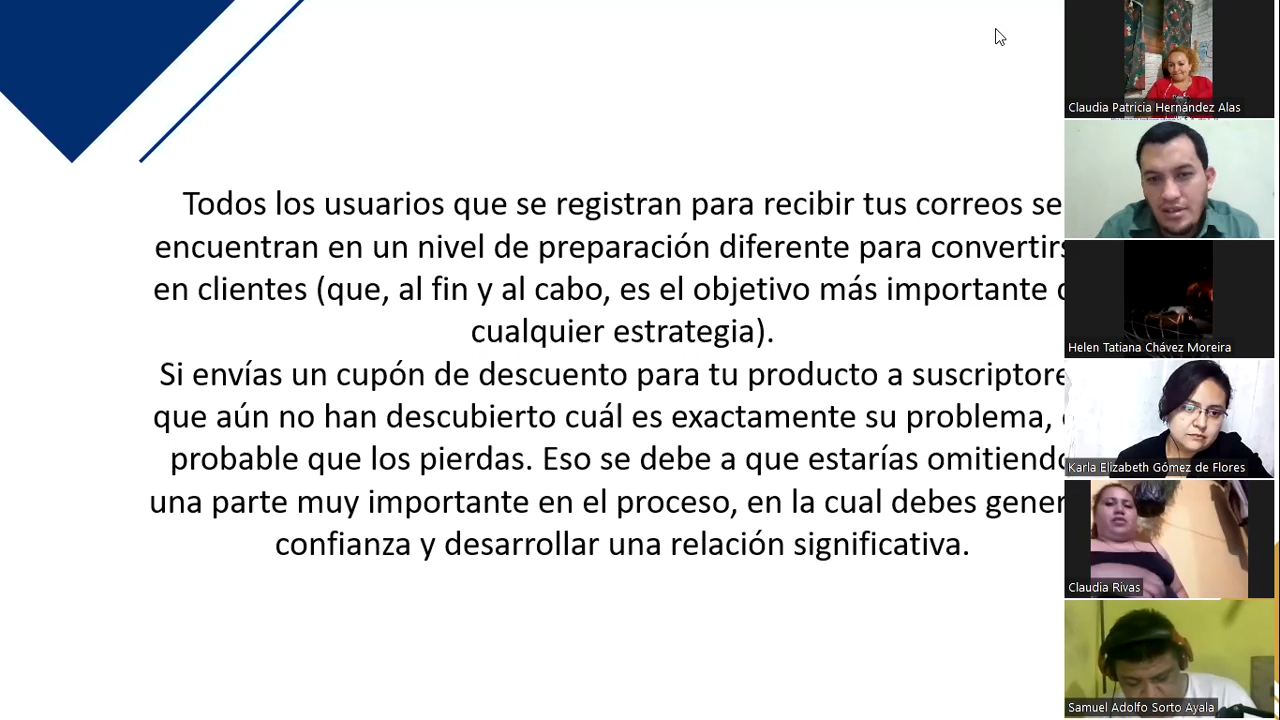 Todos los usuarios que se registran para recibir tus correos se
encuentran en un nivel de preparación diferente para
en clientes (que, al fin y al cabo, es el objetivo más importante
cualquier estrategia).
Si envías un cupón de descuento para tu producto a
que aún no han descubierto cuál es exactamente su problema,
probable que los pierdas. Eso se debe a que estarías omitiendo
una parte muy importante en el proceso, en la cual debes
confianza y desarrollar una relación significativa.
Claudia Patricia Hernández Alas
Helen Tatiana Chávez Moreira
Karla Elizabeth Gómez de Flores
Claudia Rivas
Samuel Adolfo Sorto Ayala